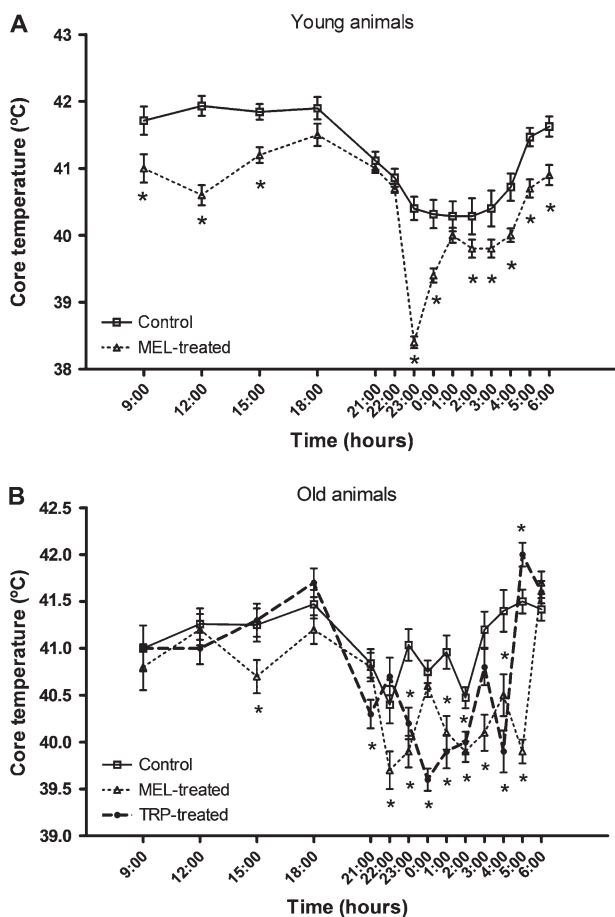 A
Young animals
43
42
41
40
39
38
Core temperature (ºC)
* * * * * * * * * *
Control
MEL-treated
9:00 12:00 15:00 18:00 21:00 22:00 23:00 0:00 1:00 2:00 3:00 4:00 5:00 6:00
Time (hours)
B
Old animals
42.5
42.0
41.5
41.0
40.5
40.0
39.5
39.0
Core temperature (ºC)
* * * * * * * * * * * * * *
Control
MEL-treated
TRP-treated
9:00 12:00 15:00 18:00 21:00 22:00 23:00 0:00 1:00 2:00 3:00 4:00 5:00 6:00
Time (hours)